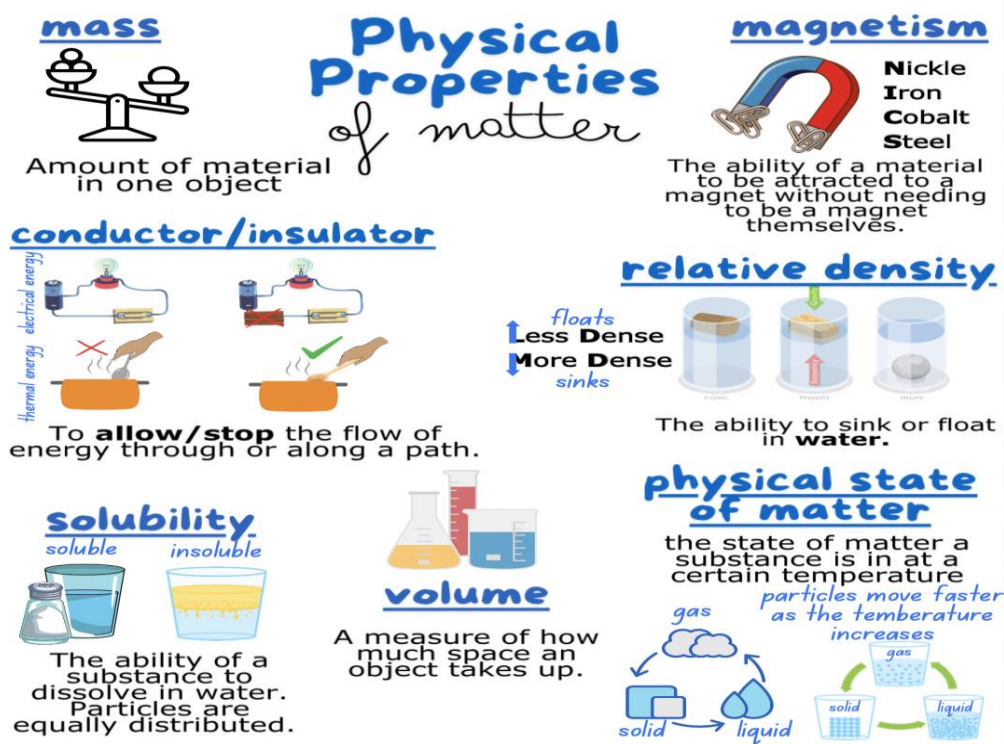 Physical
Properties
of matter
mass
Amount of material
in one object
magnetism
Nickle
Iron
Cobalt
Steel
The ability of a material
to be attracted to a
magnet without needing
to be a magnet
themselves.
conductor/insulator
electrical energy
thermal energy
To allow/stop the flow of
energy through or along a path.
relative density
floats
Less Dense
More Dense
sinks
Buoyancy
CORK
WOOD
The ability to sink or float
in water.
solubility
soluble
insoluble
The ability of a
substance to
dissolve in water.
Particles are
equally distributed.
volume
A measure of how
much space an
object takes up.
physical state
of matter
the state of matter a
substance is in at a
certain temperature
particles move faster
as the temberature
increases
gas
solid
liquid
gas
solid
liquid